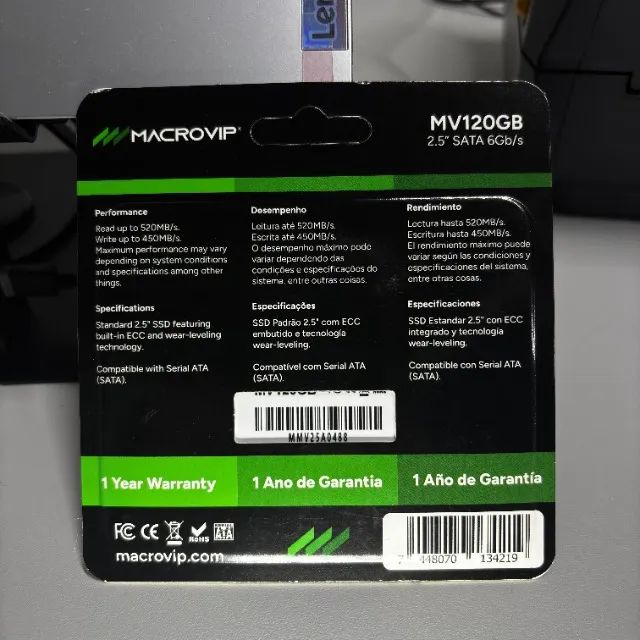 Len
MACROVIP
MV120GB
2.5" SATA 6Gb/s
Performance
Read up to 520MB/s.
Write up to 450MB/s.
Maximum performance may vary
depending on system conditions
and specifications among other
things.
Specifications
Standard 2.5" SSD featuring
built-in ECC and wear-leveling
technology.
Compatible with Serial ATA
(SATA).
Desempenho
Leitura até 520MB/s.
Escrita até 450MB/s.
O desempenho máximo pode
variar dependendo das
condições e especificações do
sistema, entre outras coisas.
Especificações
SSD Padrão 2.5" com ECC
embutido e tecnologia
wear-leveling.
Compatível com Serial ATA
(SATA).
Rendimiento
Lectura hasta 520MB/s.
Escritura hasta 450MB/s.
El rendimiento máximo puede
variar según las condiciones y
especificaciones del sistema,
entre otras cosas.
Especificaciones
SSD Estandar 2.5" con ECC
integrado y tecnología
wear-leveling.
Compatible con Serial ATA
(SATA).
MV120GB
MMV25A0488
1 Year Warranty
1 Ano de Garantia
1 Año de Garantía
FC CE RoHS SATA
macrovip.com
7 448070 134219